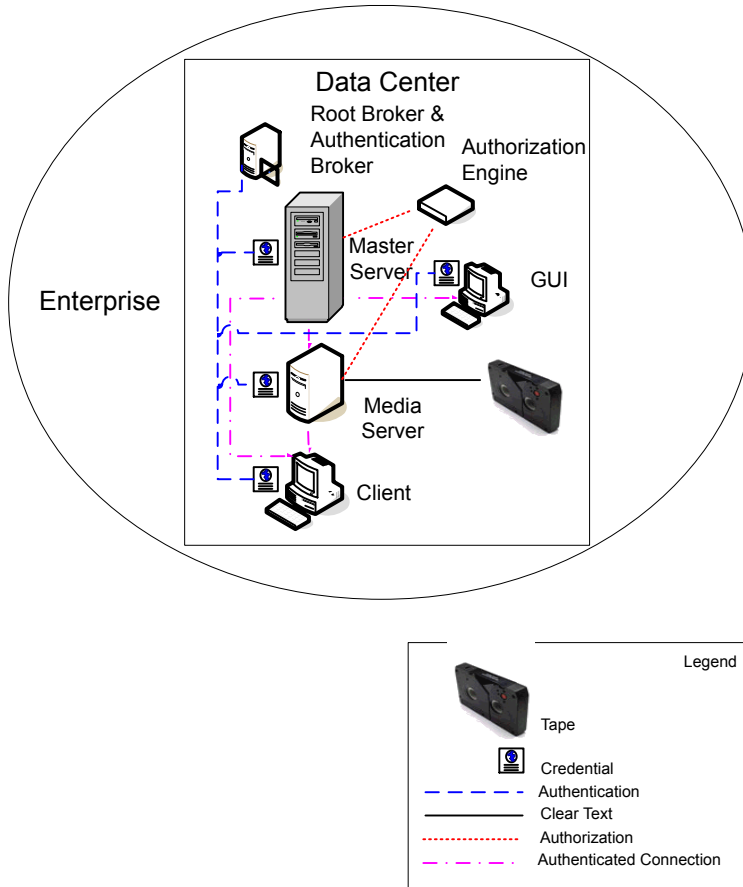 Data Center
Root Broker &
Authentication
Broker
Authorization
Engine
Master
Server
GUI
Enterprise
Media
Server
Client
Legend
Tape
Credential
Authentication
Clear Text
Authorization
Authenticated Connection